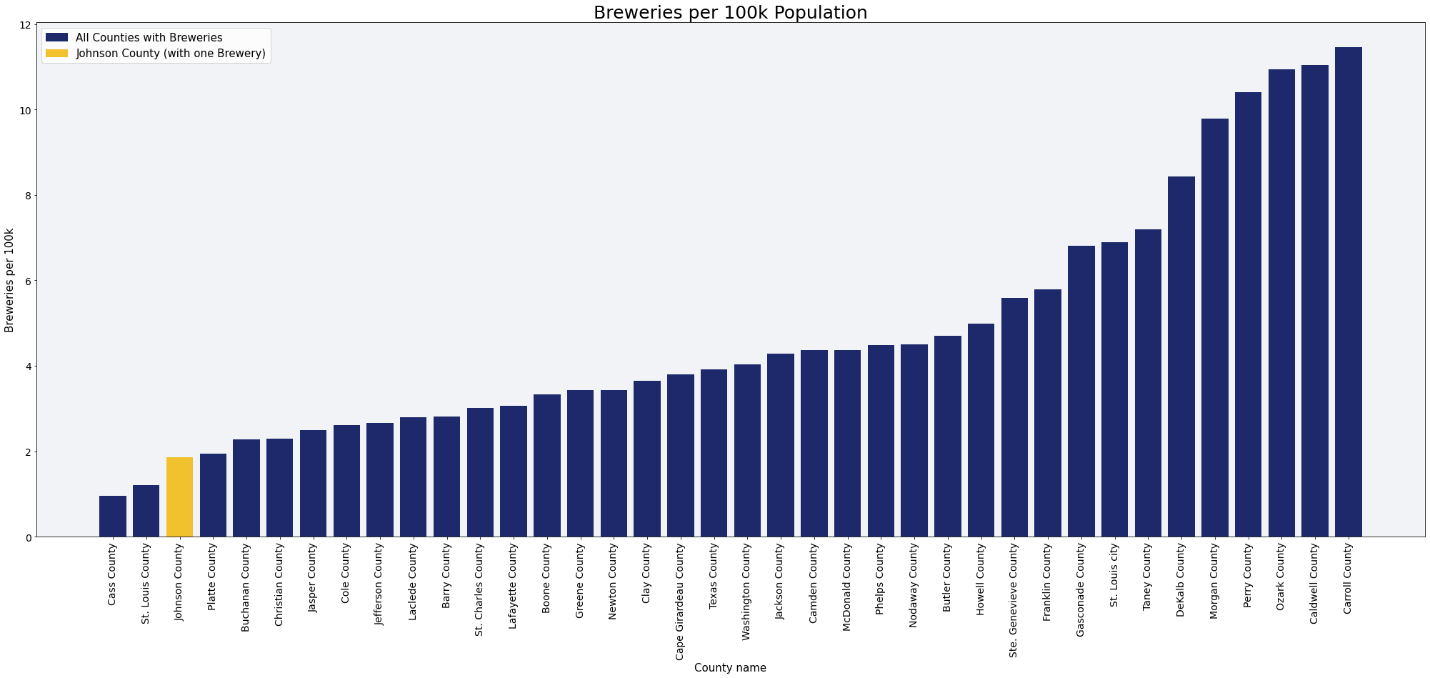 Breweries per 100k Population
All Counties with Breweries
Johnson County (with one Brewery)
Breweries per 100k
12
10
8
6
4
2
0
Cass County
St. Louis County
Johnson County
Platte County
Buchanan County
Christian County
Jasper County
Cole County
Jefferson County
Laclede County
Barry County
St. Charles County
Lafayette County
Boone County
Greene County
Newton County
Clay County
Cape Girardeau County
Texas County
Washington County
Jackson County
Camden County
McDonald County
Phelps County
Nodaway County
Butler County
Howell County
Ste. Genevieve County
Franklin County
Gasconade County
St. Louis city
Taney County
DeKalb County
Morgan County
Perry County
Ozark County
Caldwell County
Carroll County
County name